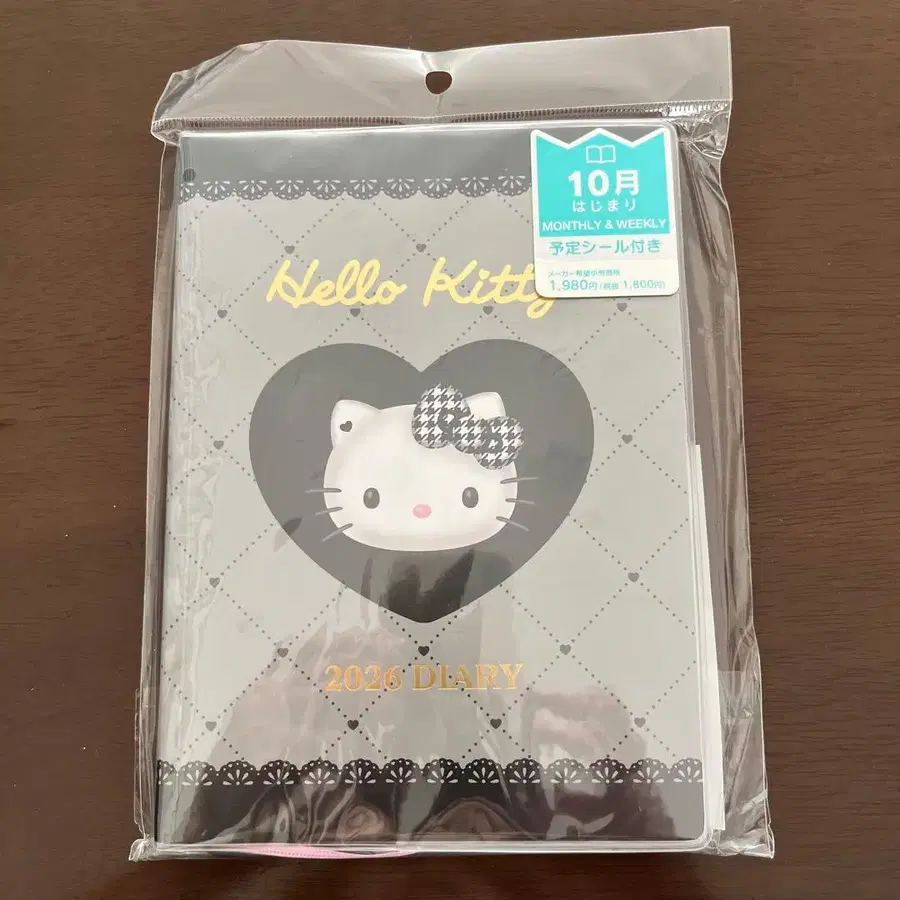 10月
はじまり
MONTHLY & WEEKLY
予定シール付き
メーカー希望小売価格
1,980円(税抜 1,800円)
Hello Kitty
2026 DIARY